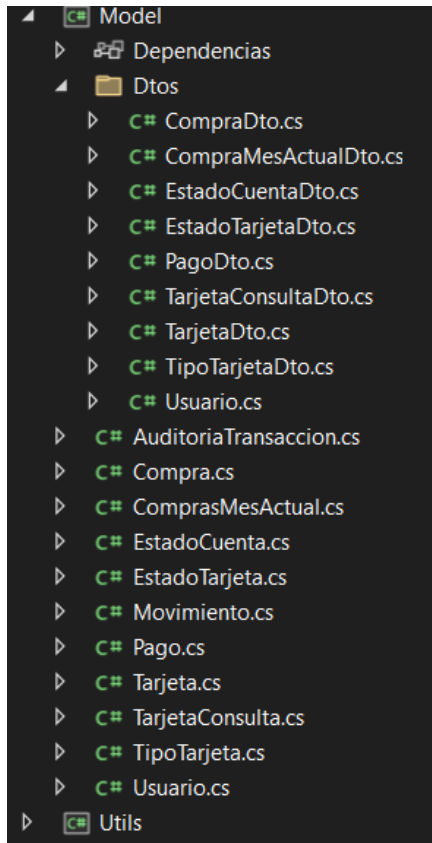 C# Model
Dependencias
Dtos
C# CompraDto.cs
C# CompraMesActualDto.cs
C# EstadoCuentaDto.cs
C# EstadoTarjetaDto.cs
C# PagoDto.cs
C# TarjetaConsultaDto.cs
C# TarjetaDto.cs
C# TipoTarjetaDto.cs
C# Usuario.cs
C# AuditoriaTransaccion.cs
C# Compra.cs
C# ComprasMesActual.cs
C# EstadoCuenta.cs
C# EstadoTarjeta.cs
C# Movimiento.cs
C# Pago.cs
C# Tarjeta.cs
C# TarjetaConsulta.cs
C# TipoTarjeta.cs
C# Usuario.cs
C# Utils